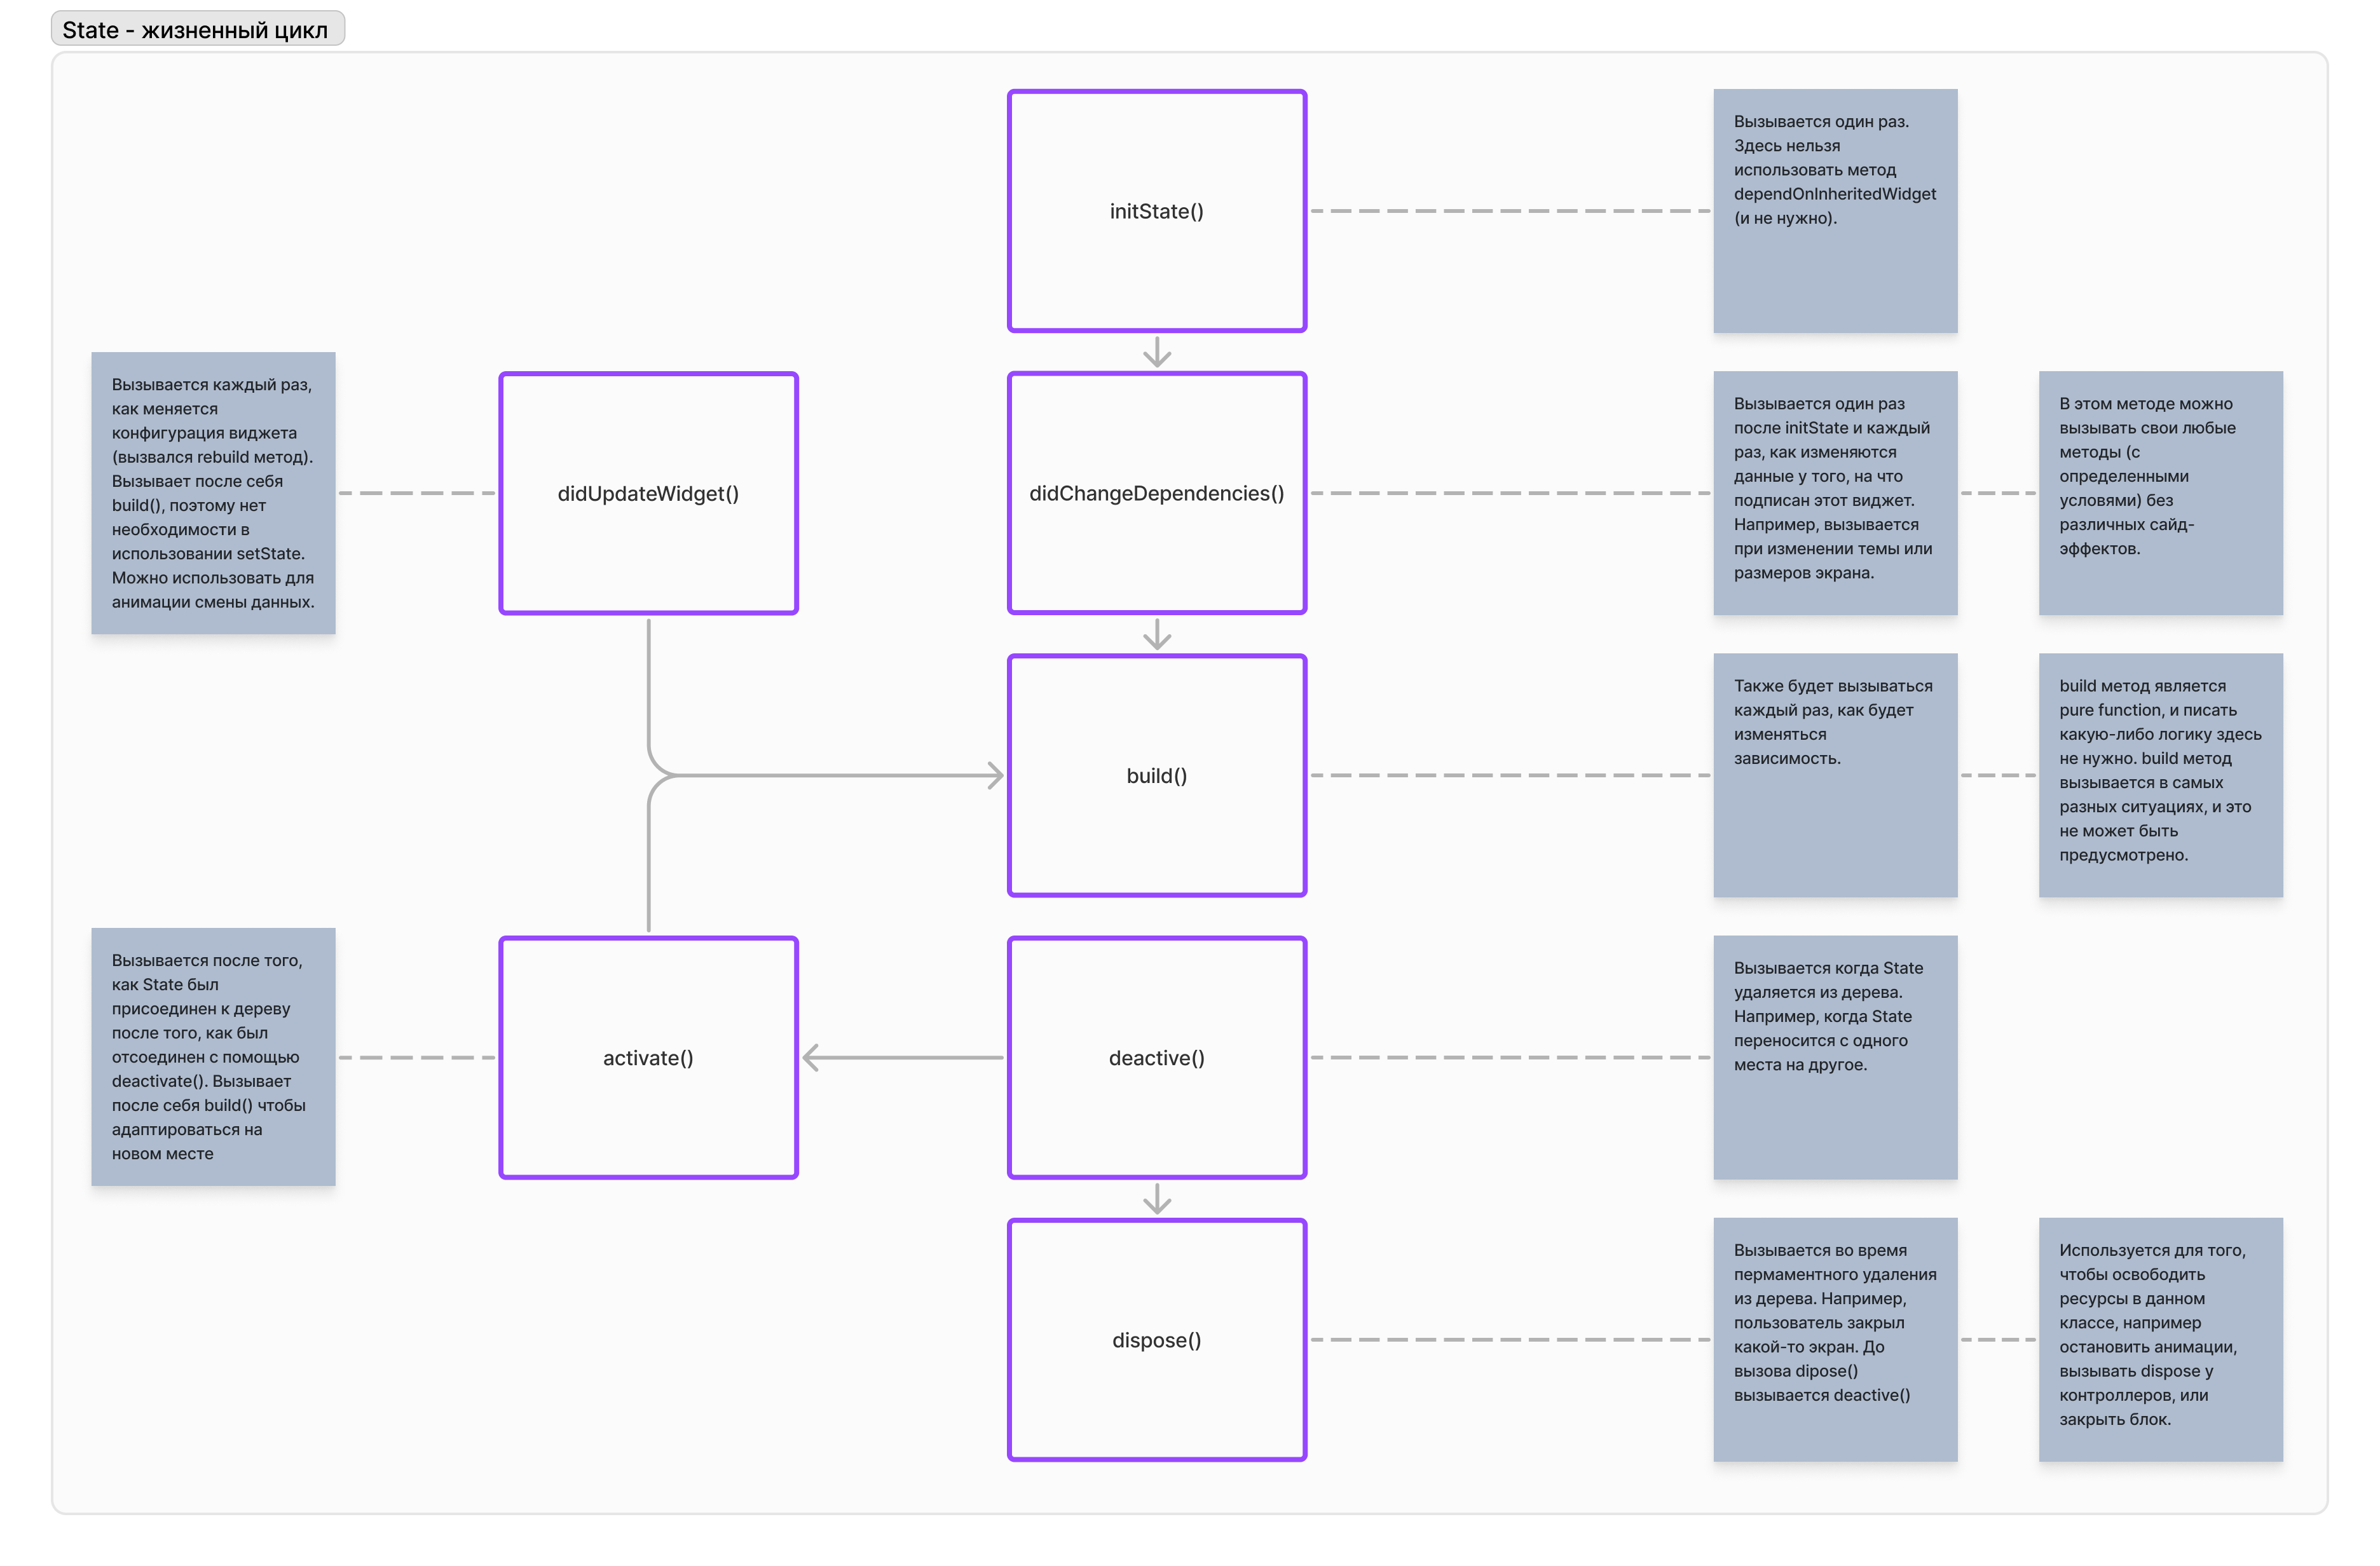 State - жизненный цикл
initState()
Вызывается один раз.
Здесь нельзя
использовать метод
dependOnInheritedWidget
(и не нужно).
Вызывается каждый раз,
как меняется
конфигурация виджета
(вызвался rebuild метод).
Вызывает после себя
build(), поэтому нет
необходимости в
использовании setState.
Можно использовать для
анимации смены данных.
didUpdateWidget()
didChangeDependencies()
Вызывается один раз
после initState и каждый
раз, как изменяются
данные у того, на что
подписан этот виджет.
Например, вызывается
при изменении темы или
размеров экрана.
В этом методе можно
вызывать свои любые
методы (с
определенными
условями) без
различных сайд-
эффектов.
build()
Также будет вызываться
каждый раз, как будет
изменяться
зависимость.
build метод является
pure function, и писать
какую-либо логику здесь
не нужно. build метод
вызывается в самых
разных ситуациях, и это
не может быть
предусмотрено.
Вызывается после того,
как State был
присоединен к дереву
после того, как был
отсоединен с помощью
deactivate(). Вызывает
после себя build() чтобы
адаптироваться на
новом месте
activate()
deactive()
Вызывается когда State
удаляется из дерева.
Например, когда State
переносится с одного
места на другое.
dispose()
Вызывается во время
пермаментного удаления
из дерева. Например,
пользователь закрыл
какой-то экран. До
вызова dipose()
вызывается deactive()
Используется для того,
чтобы освободить
ресурсы в данном
классе, например
остановить анимации,
вызывать dispose у
контроллеров, или
закрыть блок.